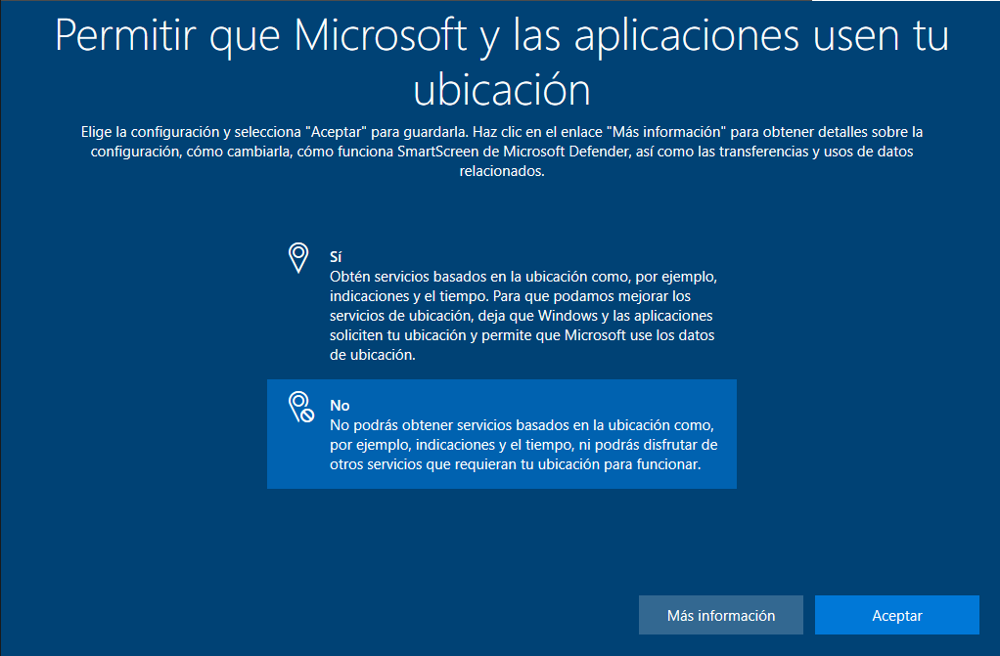 Permitir que Microsoft y las aplicaciones usen tu
ubicación
Elige la configuración y selecciona "Aceptar" para guardarla. Haz clic en el enlace "Más información" para obtener detalles sobre la
configuración, cómo cambiarla, cómo funciona SmartScreen de Microsoft Defender, así como las transferencias y usos de datos
relacionados.
Sí
Obtén servicios basados en la ubicación como, por ejemplo,
indicaciones y el tiempo. Para que podamos mejorar los
servicios de ubicación, deja que Windows y las aplicaciones
soliciten tu ubicación y permite que Microsoft use los datos
de ubicación.
No
No podrás obtener servicios basados en la ubicación como,
por ejemplo, indicaciones y el tiempo, ni podrás disfrutar de
otros servicios que requieran tu ubicación para funcionar.
Más información
Aceptar